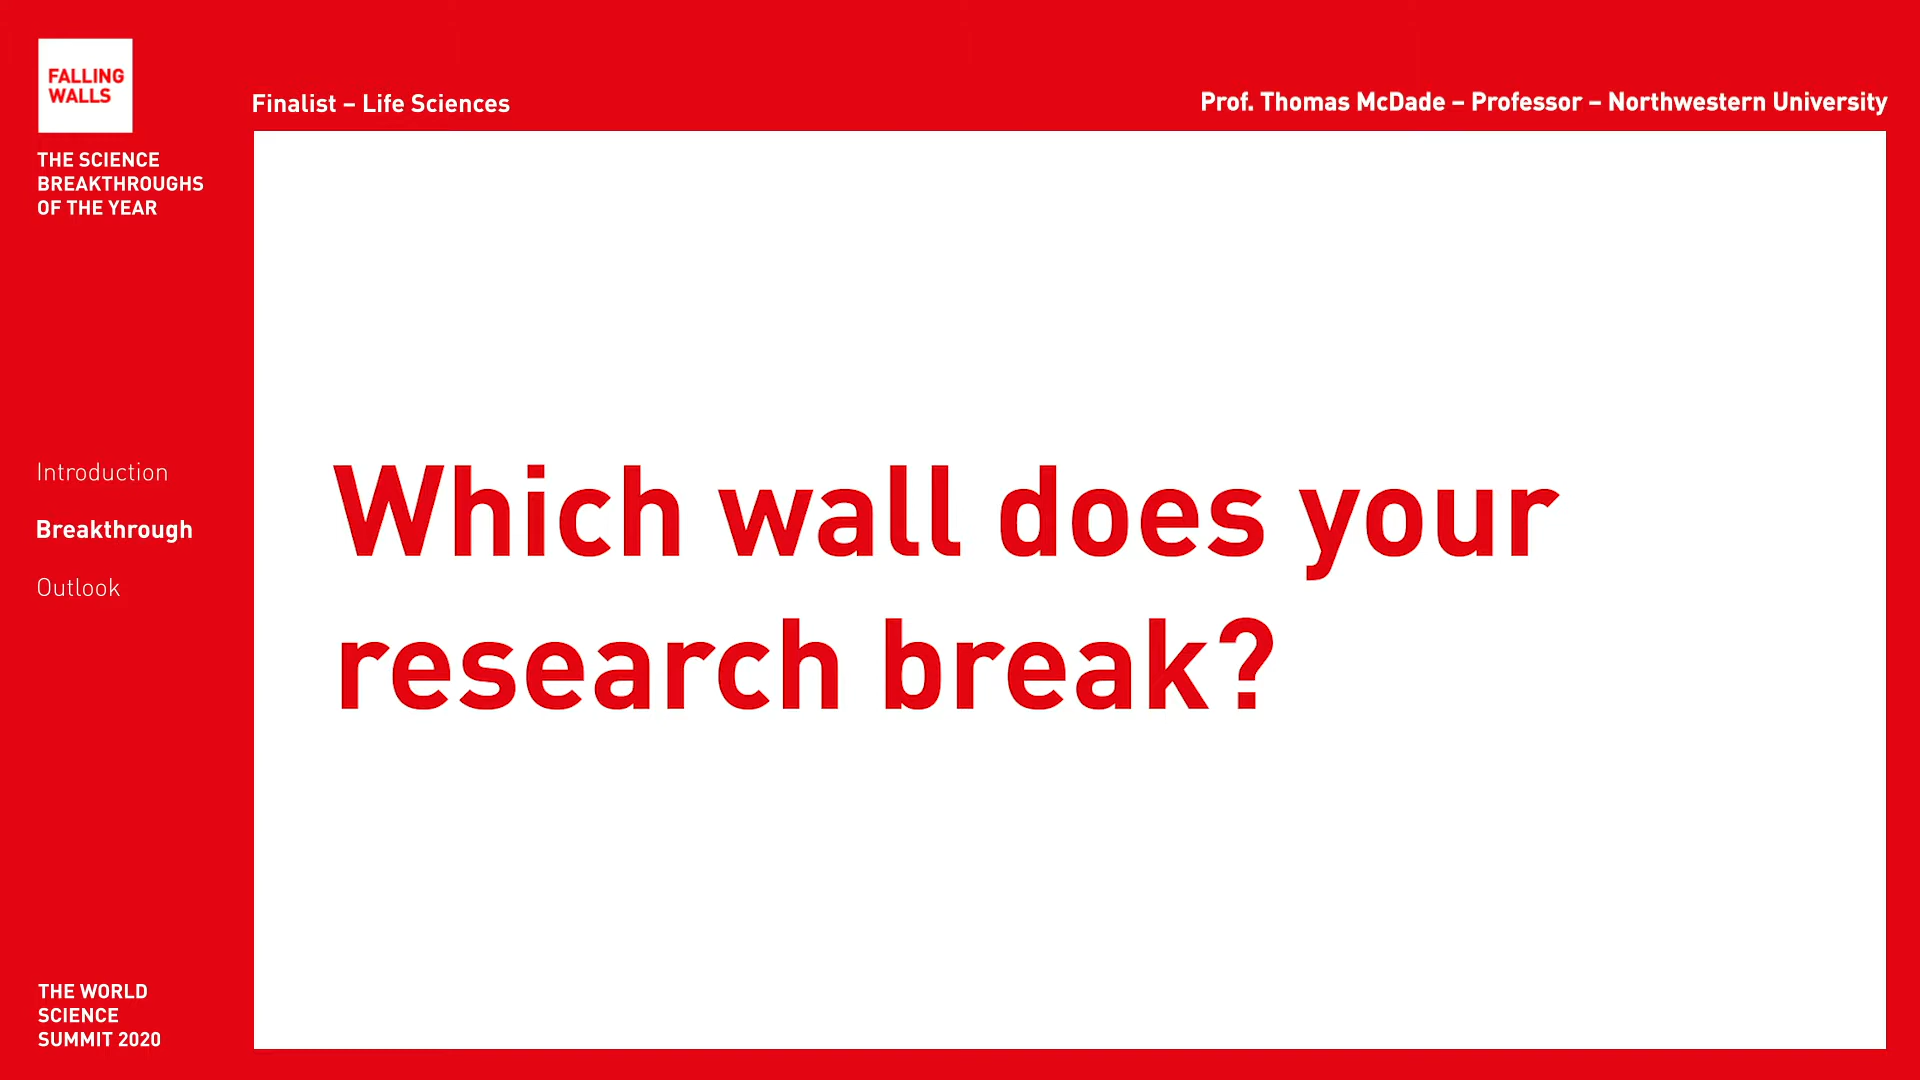 FALLING
WALLS
THE SCIENCE
BREAKTHROUGHS
OF THE YEAR
Finalist – Life Sciences
Prof. Thomas McDade – Professor – Northwestern University
Introduction
Breakthrough
Outlook
Which wall does your
research break?
THE WORLD
SCIENCE
SUMMIT 2020